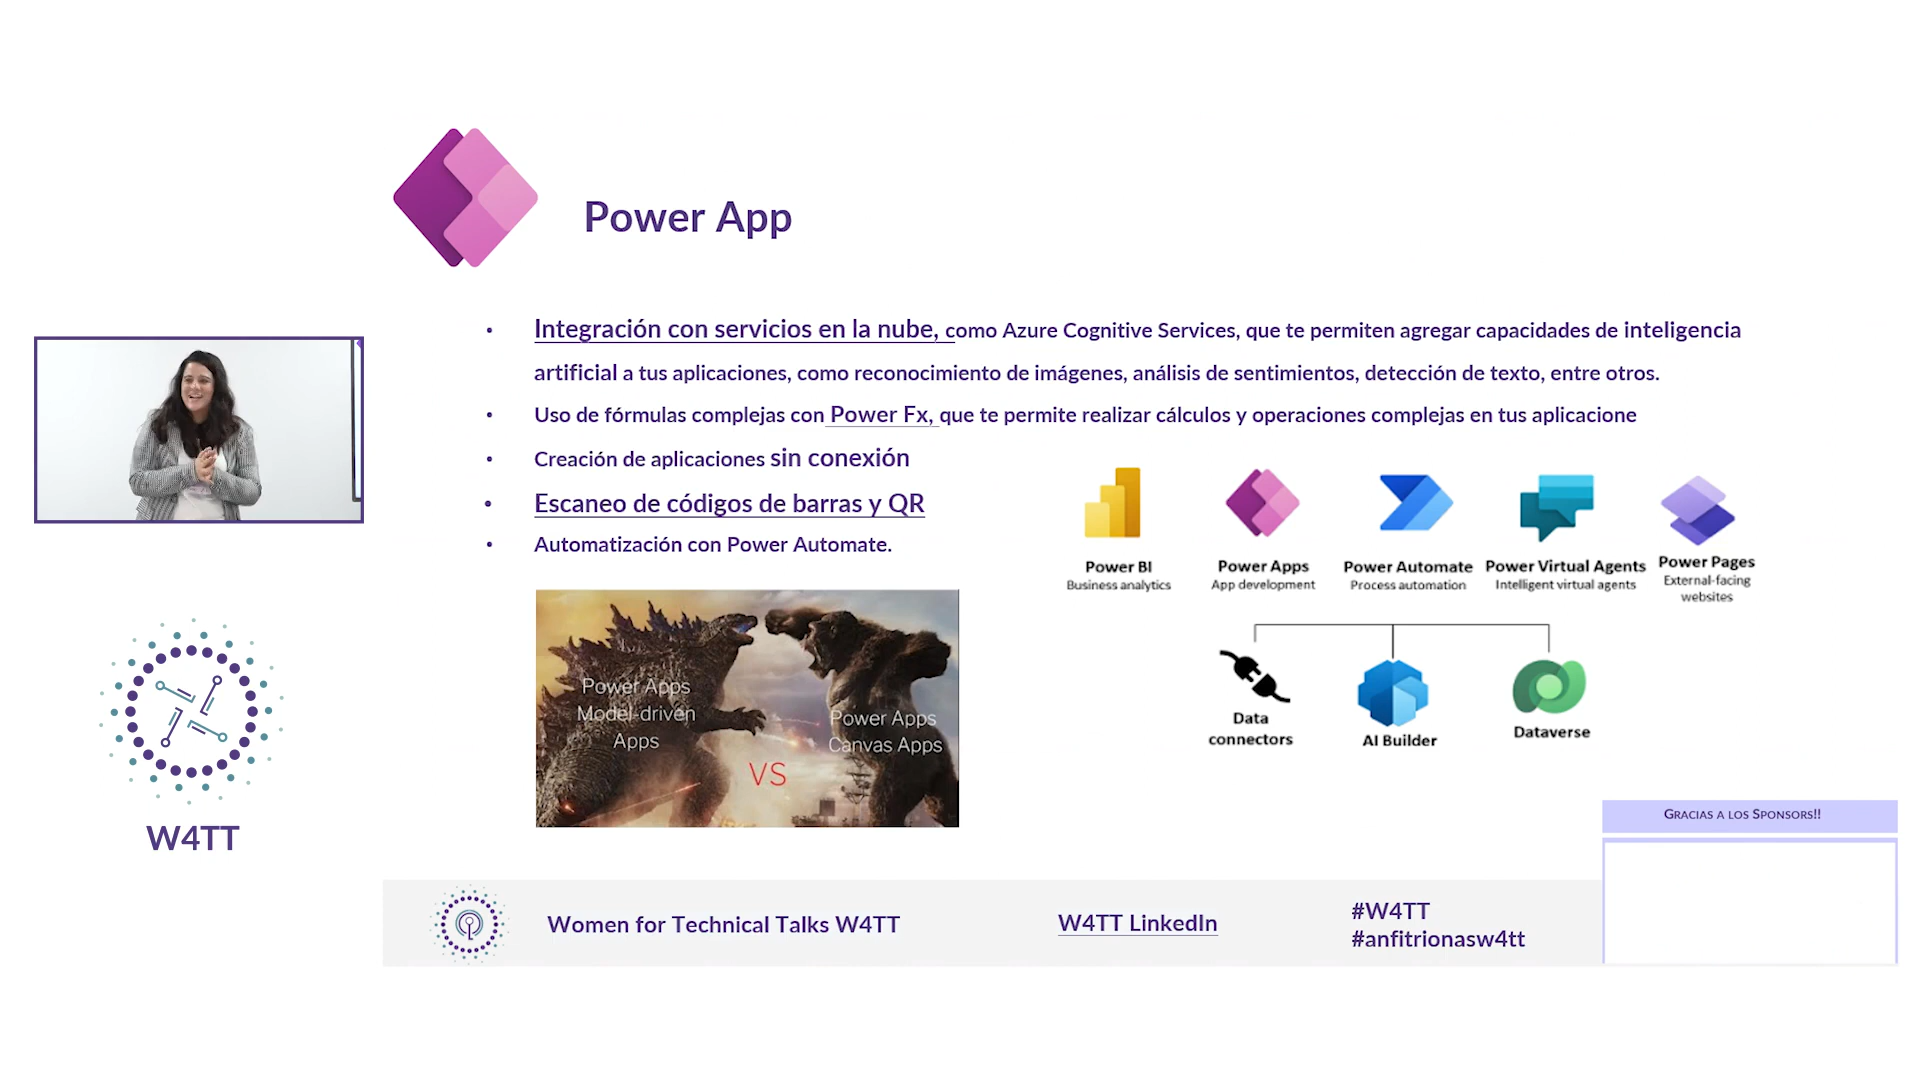 Power App
• Integración con servicios en la nube, como Azure Cognitive Services, que te permiten agregar capacidades de inteligencia
artificial a tus aplicaciones, como reconocimiento de imágenes, análisis de sentimientos, detección de texto, entre otros.
• Uso de fórmulas complejas con Power Fx, que te permite realizar cálculos y operaciones complejas en tus aplicacione
• Creación de aplicaciones sin conexión
• Escaneo de códigos de barras y QR
• Automatización con Power Automate.
Power BI
Business analytics
Power Apps
App development
Power Automate
Process automation
Power Virtual Agents
Intelligent virtual agents
Power Pages
External-facing
websites
Data
connectors
AI Builder
Dataverse
Power Apps
Model-driven
Apps
VS
Power Apps
Canvas Apps
W4TT
GRACIAS A LOS SPONSORS!!
Women for Technical Talks W4TT
W4TT LinkedIn
#W4TT
#anfitrionasw4tt